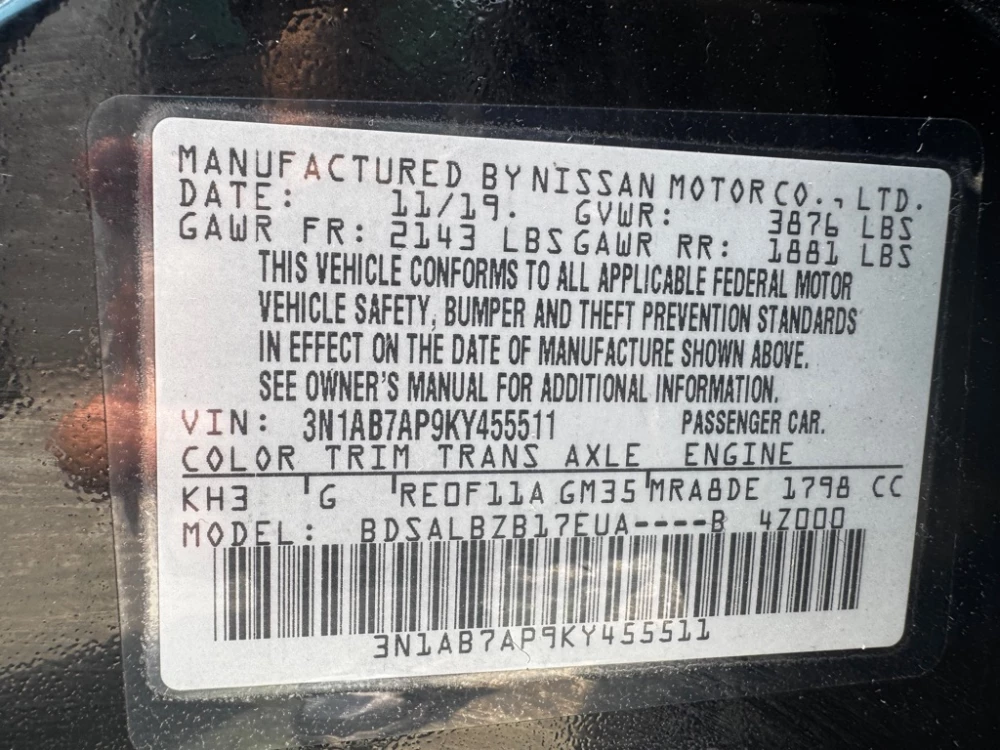 MANUFACTURED BY NISSAN MOTOR CO., LTD.
DATE: 11/19. GVWR: 3876 LBS
GAWR FR: 2143 LBS GAWR RR: 1881 LBS
THIS VEHICLE CONFORMS TO ALL APPLICABLE FEDERAL MOTOR
VEHICLE SAFETY, BUMPER AND THEFT PREVENTION STANDARDS
IN EFFECT ON THE DATE OF MANUFACTURE SHOWN ABOVE.
SEE OWNER'S MANUAL FOR ADDITIONAL INFORMATION.
VIN: 3N1AB7AP9KY455511 PASSENGER CAR.
COLOR TRIM TRANS AXLE ENGINE
KH3 G RE0F11A GM35 MRA8DE 1798 CC
MODEL: BDSALBZB17EUA----B 4Z000
3N1AB7AP9KY455511